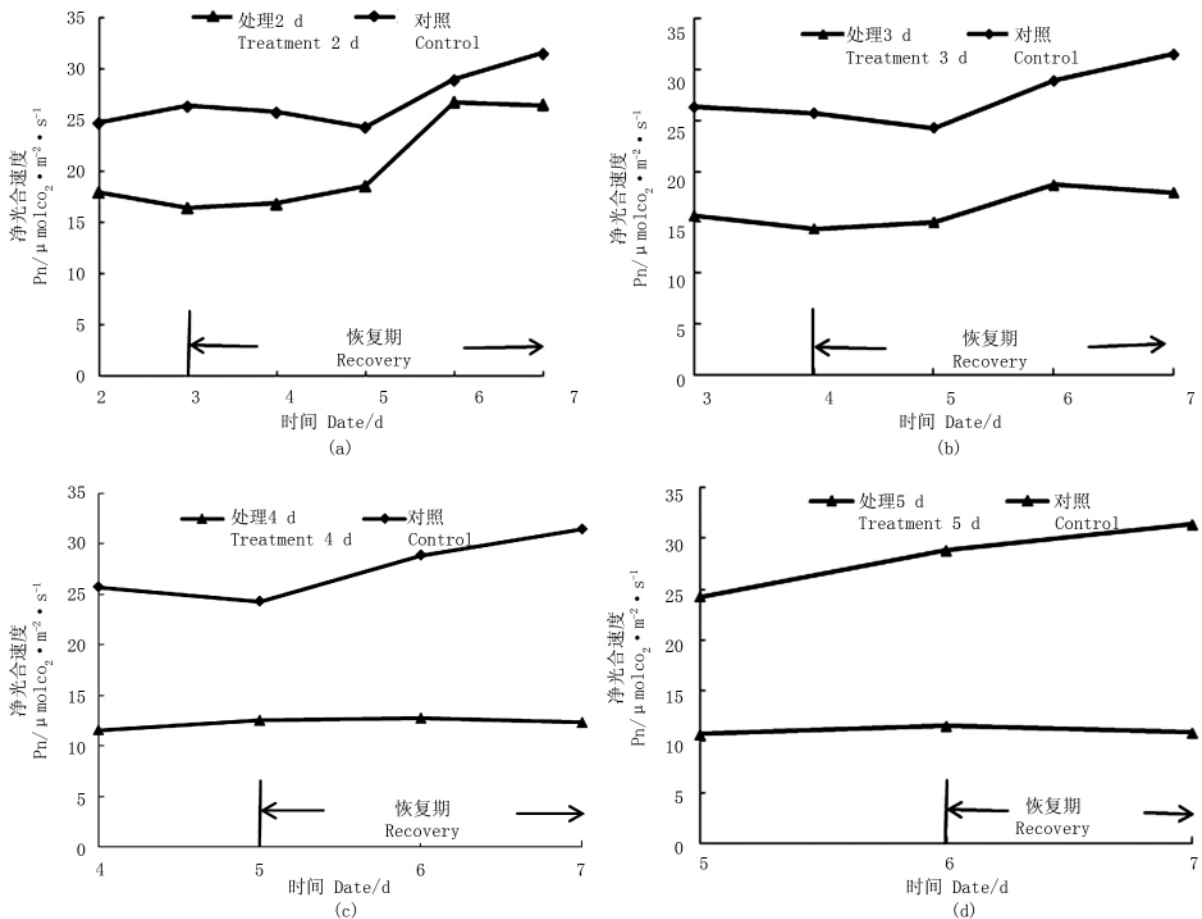 处理2 d 对照
Treatment 2 d Control
35
30
25
20
15
10
5
0
净光合速度
Pn/μmolco₂•m⁻²•s⁻¹
恢复期
Recovery
2 3 4 5 6 7
时间 Date/d
(a)
处理3 d 对照
Treatment 3 d Control
35
30
25
20
15
10
5
0
净光合速度
Pn/μmolco₂•m⁻²•s⁻¹
恢复期
Recovery
3 4 5 6 7
时间 Date/d
(b)
处理4 d 对照
Treatment 4 d Control
35
30
25
20
15
10
5
0
净光合速度
Pn/μmolco₂•m⁻²•s⁻¹
恢复期
Recovery
4 5 6 7
时间 Date/d
(c)
处理5 d 对照
Treatment 5 d Control
35
30
25
20
15
10
5
0
净光合速度
Pn/μmolco₂•m⁻²•s⁻¹
恢复期
Recovery
5 6 7
时间 Date/d
(d)